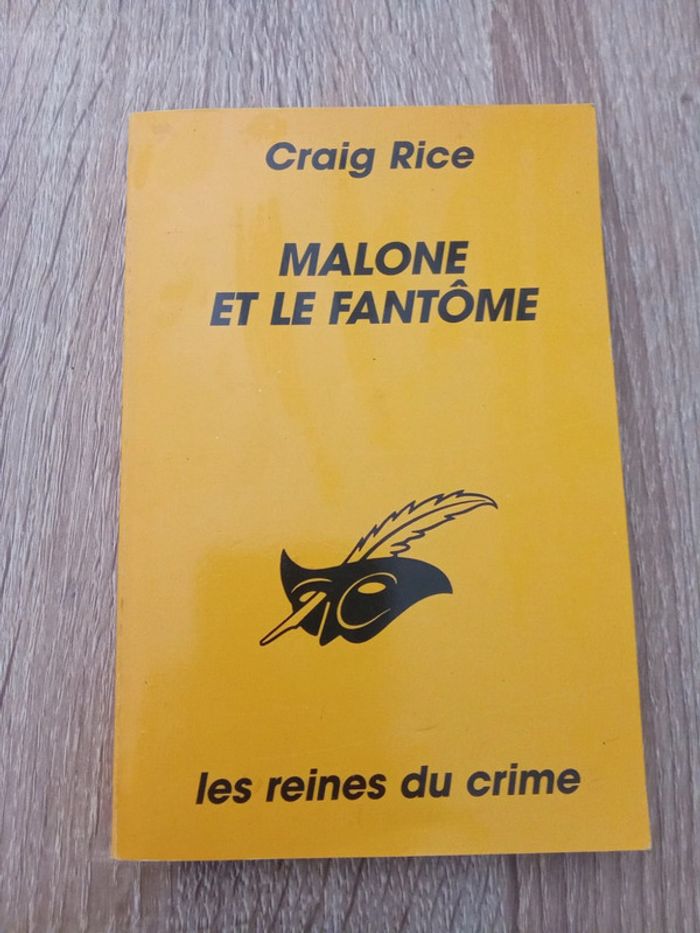 Craig Rice
MALONE
ET LE FANTÔME
les reines du crime